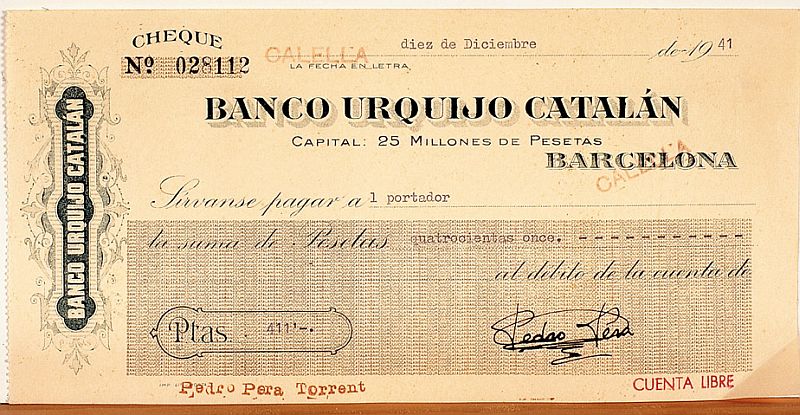 CHEQUE
Nº 028112
CALELLA
diez de Diciembre de 1941
LA FECHA EN LETRA
BANCO URQUIJO CATALÁN
BANCO URQUIJO CATALÁN
CAPITAL: 25 MILLONES DE PESETAS
BARCELONA
CALELLA
Sírvanse pagar a l portador
la suma de Pesetas quatrocientas once.
al débito de la cuenta de
Ptas. 411'-.
Pedro Pera
Pedro Pera Torrent
CUENTA LIBRE